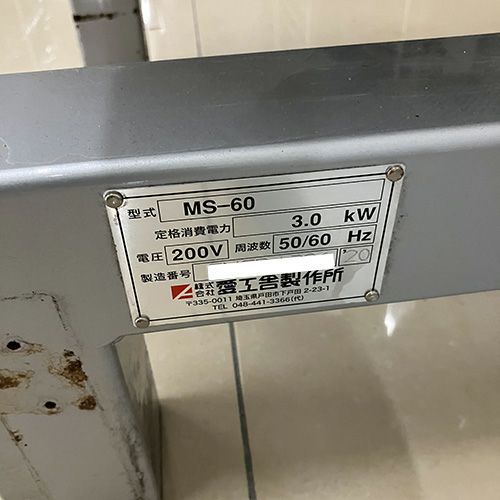 型式 MS-60
定格消費電力 3.0 kW
電圧 200V 周波数 50/60 Hz
製造番号 '20
株式会社 愛工舎製作所
〒335-0011 埼玉県戸田市下戸田 2-23-1
TEL 048-441-3366(代)